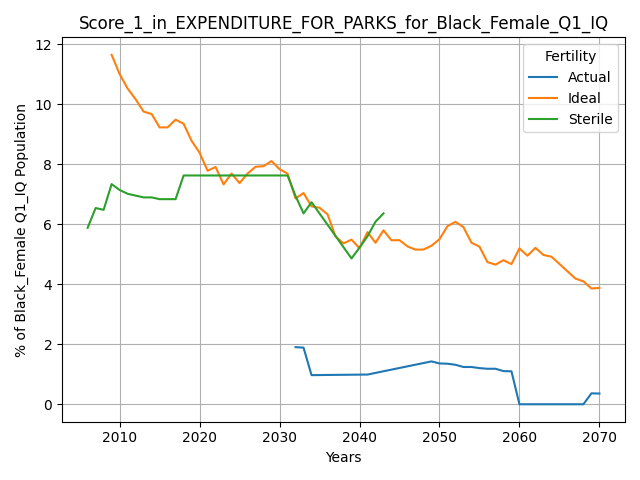 Score_1_in_EXPENDITURE_FOR_PARKS_for_Black_Female_Q1_IQ
Fertility
Actual
Ideal
Sterile
% of Black_Female Q1_IQ Population
12
10
8
6
4
2
0
2010 2020 2030 2040 2050 2060 2070
Years